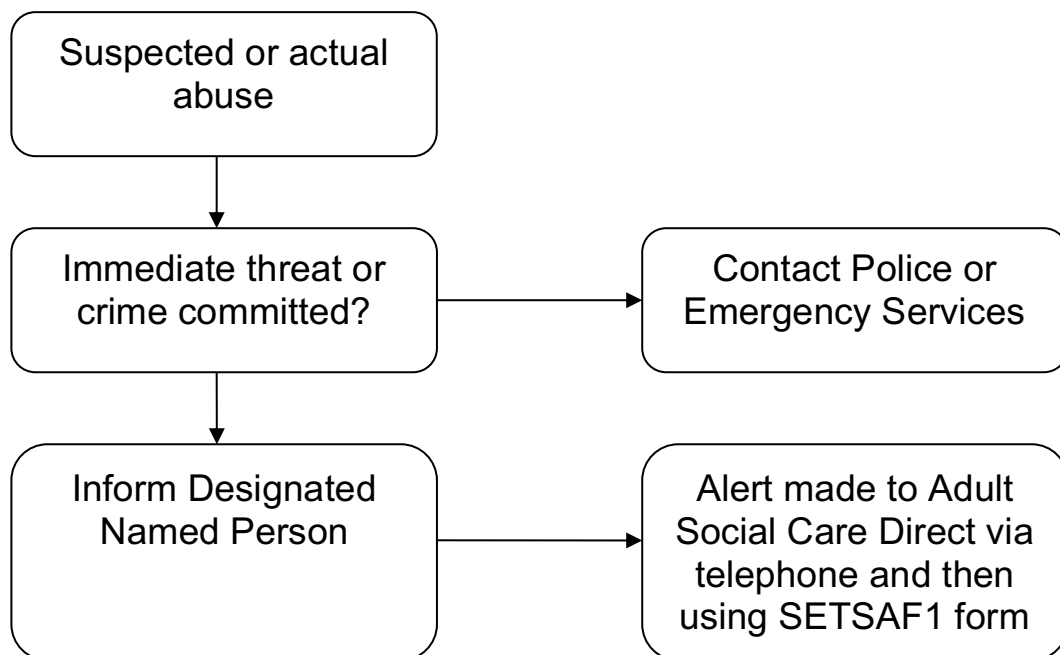 Suspected or actual
abuse
Immediate threat or
crime committed?
Contact Police or
Emergency Services
Inform Designated
Named Person
Alert made to Adult
Social Care Direct via
telephone and then
using SETSAF1 form